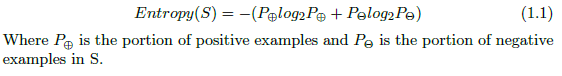 Entropy(S) = −(P⊕log₂P⊕ + P⊖log₂P⊖) (1.1)
Where P⊕ is the portion of positive examples and P⊖ is the portion of negative
examples in S.